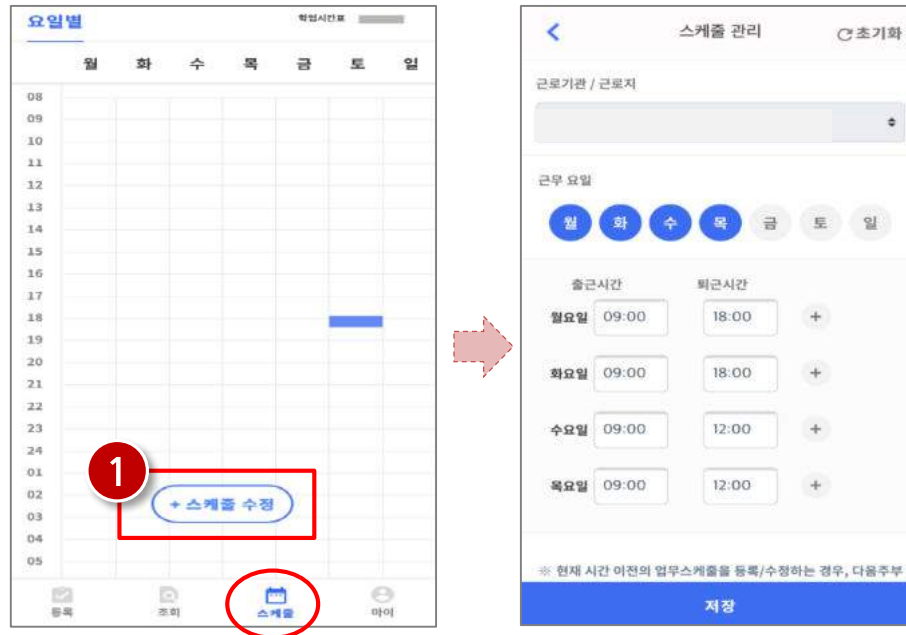 요일별
학업시간표
월 화 수 목 금 토 일
08
09
10
11
12
13
14
15
16
17
18
19
20
21
22
23
24
01
02
03
04
05
1
+ 스케줄 수정
등록 조회 스케줄 마이
스케줄 관리 초기화
근로기관 / 근로지
근무 요일
월 화 수 목 금 토 일
출근시간 퇴근시간
월요일 09:00 18:00 +
화요일 09:00 18:00 +
수요일 09:00 12:00 +
목요일 09:00 12:00 +
※ 현재 시간 이전의 업무스케줄을 등록/수정하는 경우, 다음주부
저장